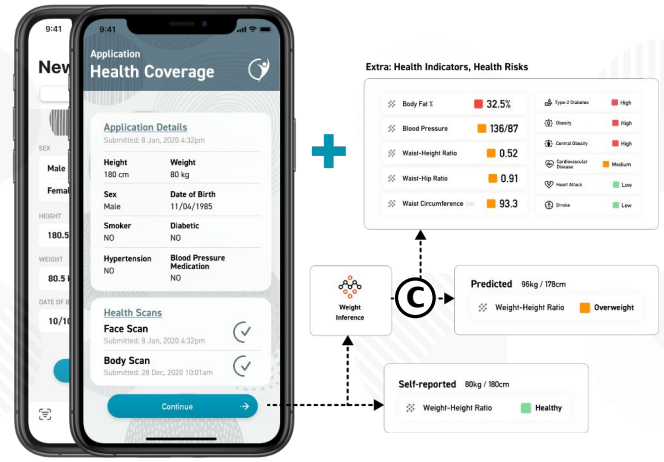 9:41
New
SEX
Male
HEIGHT
180.5
WEIGHT
10/10
9:41
Application
Health Coverage
Application Details
Submitted: 8 Jan, 2020 4:32pm
Height Weight
180 cm 80 kg
Sex Date of Birth
Male 11/04/1985
Smoker Diabetic
NO NO
Hypertension Blood Pressure
NO Medication
NO
Health Scans
Face Scan
Submitted: 8 Jan, 2020 4:32pm
Body Scan
Submitted: 28 Dec, 2020 10:01am
Continue
Extra: Health Indicators, Health Risks
Body Fat % 32.5%
Blood Pressure 136/87
Waist-Height Ratio 0.52
Waist-Hip Ratio 0.91
Waist Circumference 93.3
Type-2 Diabetes High
Obesity High
Central Obesity High
Cardiovascular
Disease Medium
Heart Attack Low
Stroke Low
Weight
Inference
C
Predicted 96kg / 178cm
Weight-Height Ratio Overweight
Self-reported 80kg / 180cm
Weight-Height Ratio Healthy